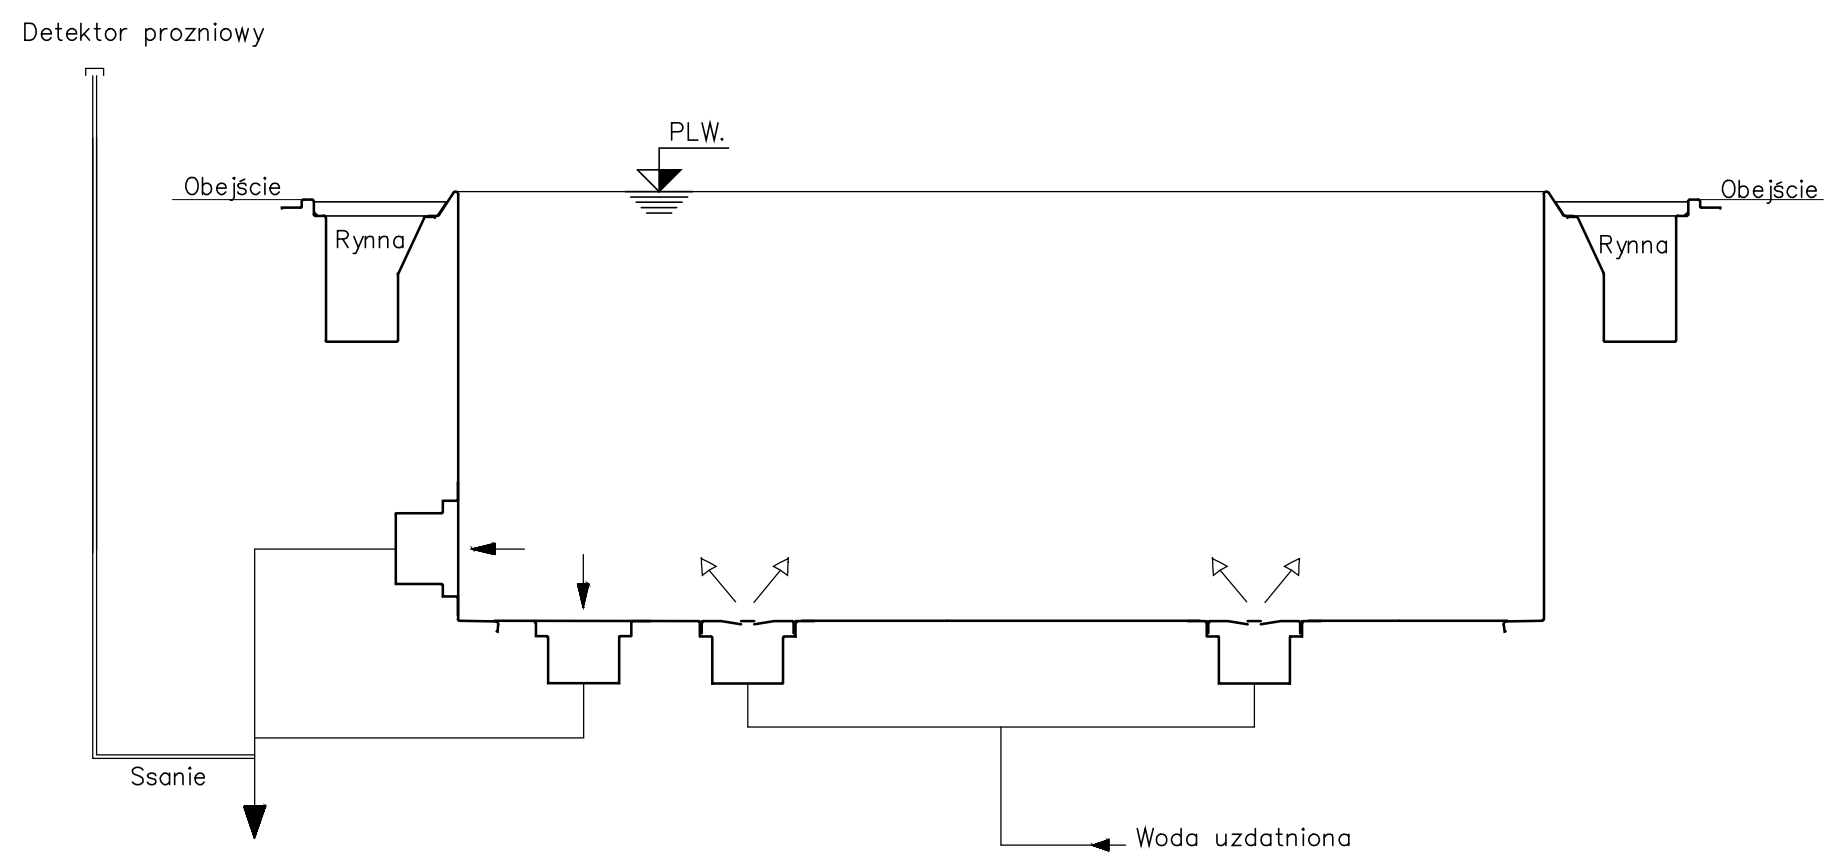 Detektor prozniowy
PLW.
Obejście
Obejście
Rynna
Rynna
Ssanie
Woda uzdatniona